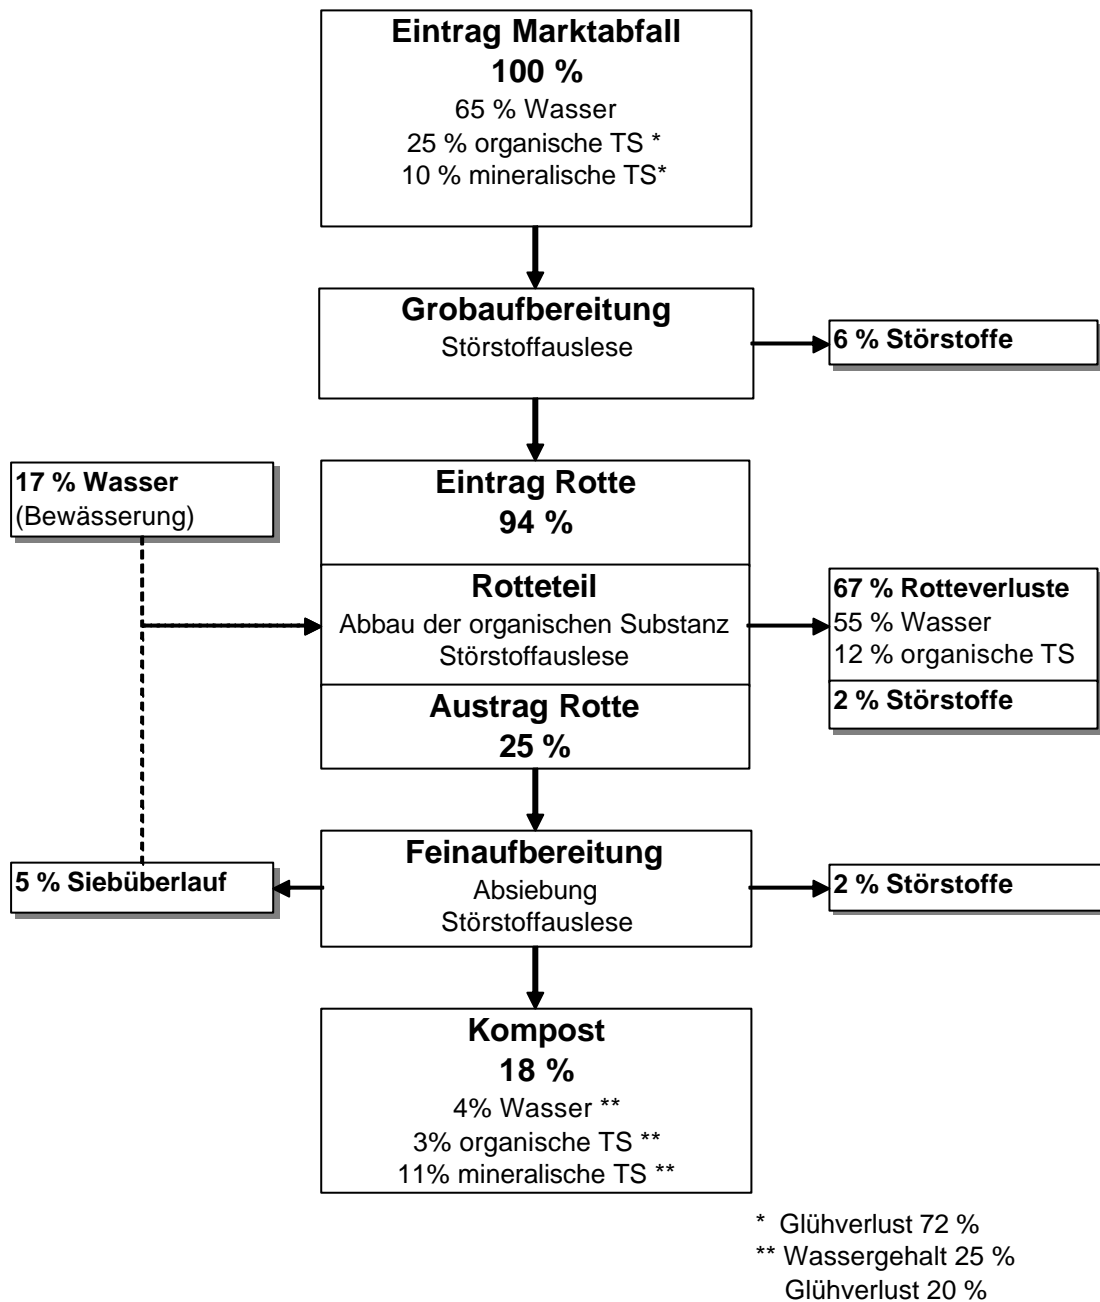 Eintrag Marktabfall
100 %
65 % Wasser
25 % organische TS *
10 % mineralische TS*
Grobaufbereitung
Störstoffauslese
6 % Störstoffe
17 % Wasser
(Bewässerung)
Eintrag Rotte
94 %
Rotteteil
Abbau der organischen Substanz
Störstoffauslese
67 % Rotteverluste
55 % Wasser
12 % organische TS
2 % Störstoffe
Austrag Rotte
25 %
5 % Siebüberlauf
Feinaufbereitung
Absiebung
Störstoffauslese
2 % Störstoffe
Kompost
18 %
4% Wasser **
3% organische TS **
11% mineralische TS **
* Glühverlust 72 %
** Wassergehalt 25 %
Glühverlust 20 %